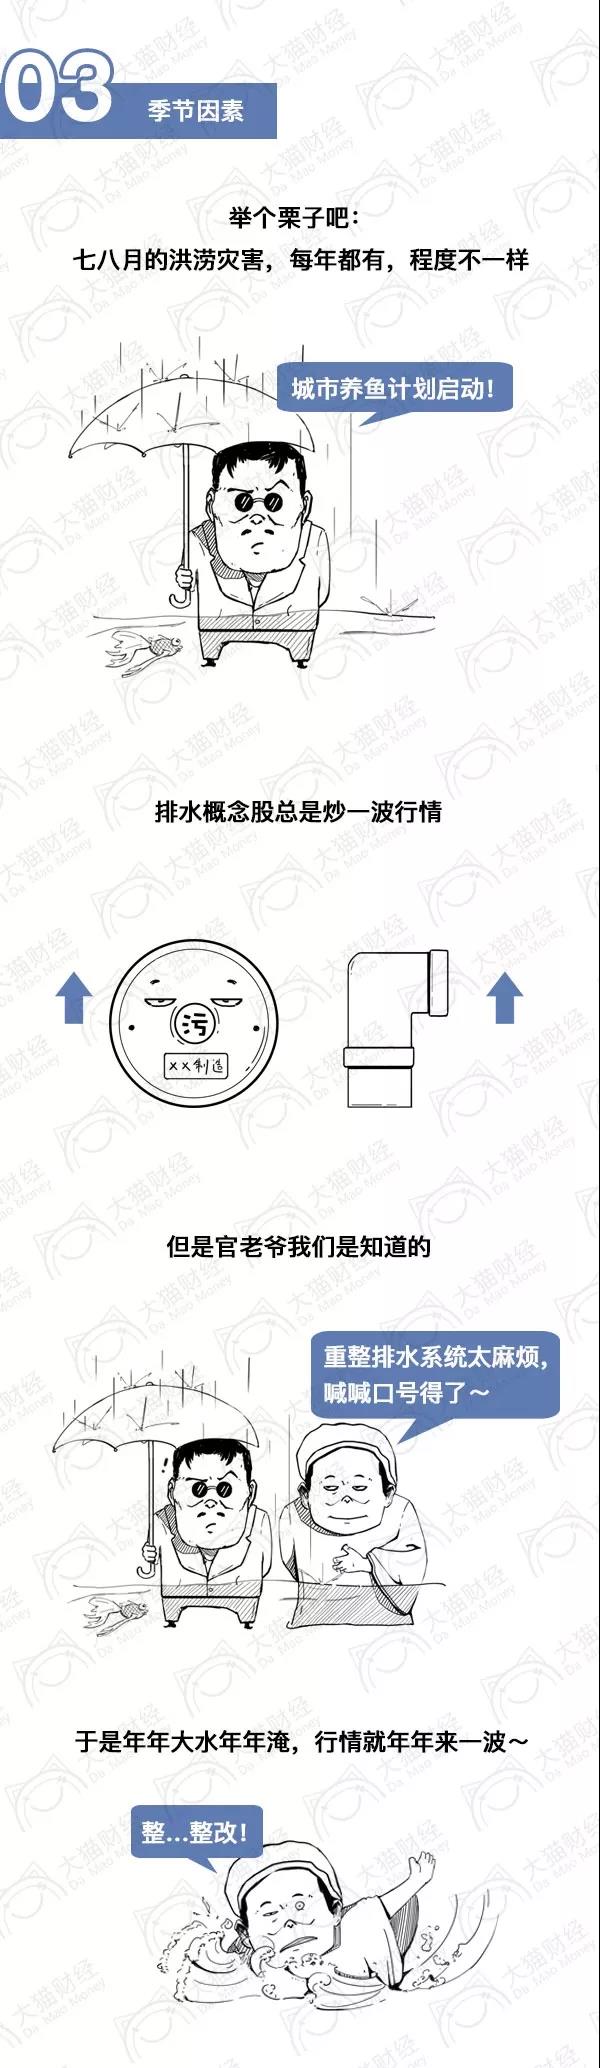 03
季节因素
举个栗子吧：
七八月的洪涝灾害，每年都有，程度不一样
城市养鱼计划启动！
排水概念股总是炒一波行情
污
××制造
但是官老爷我们是知道的
重整排水系统太麻烦，
喊喊口号得了～
于是年年大水年年淹，行情就年年来一波～
整...整改！
大猫财经
Da Mao Money